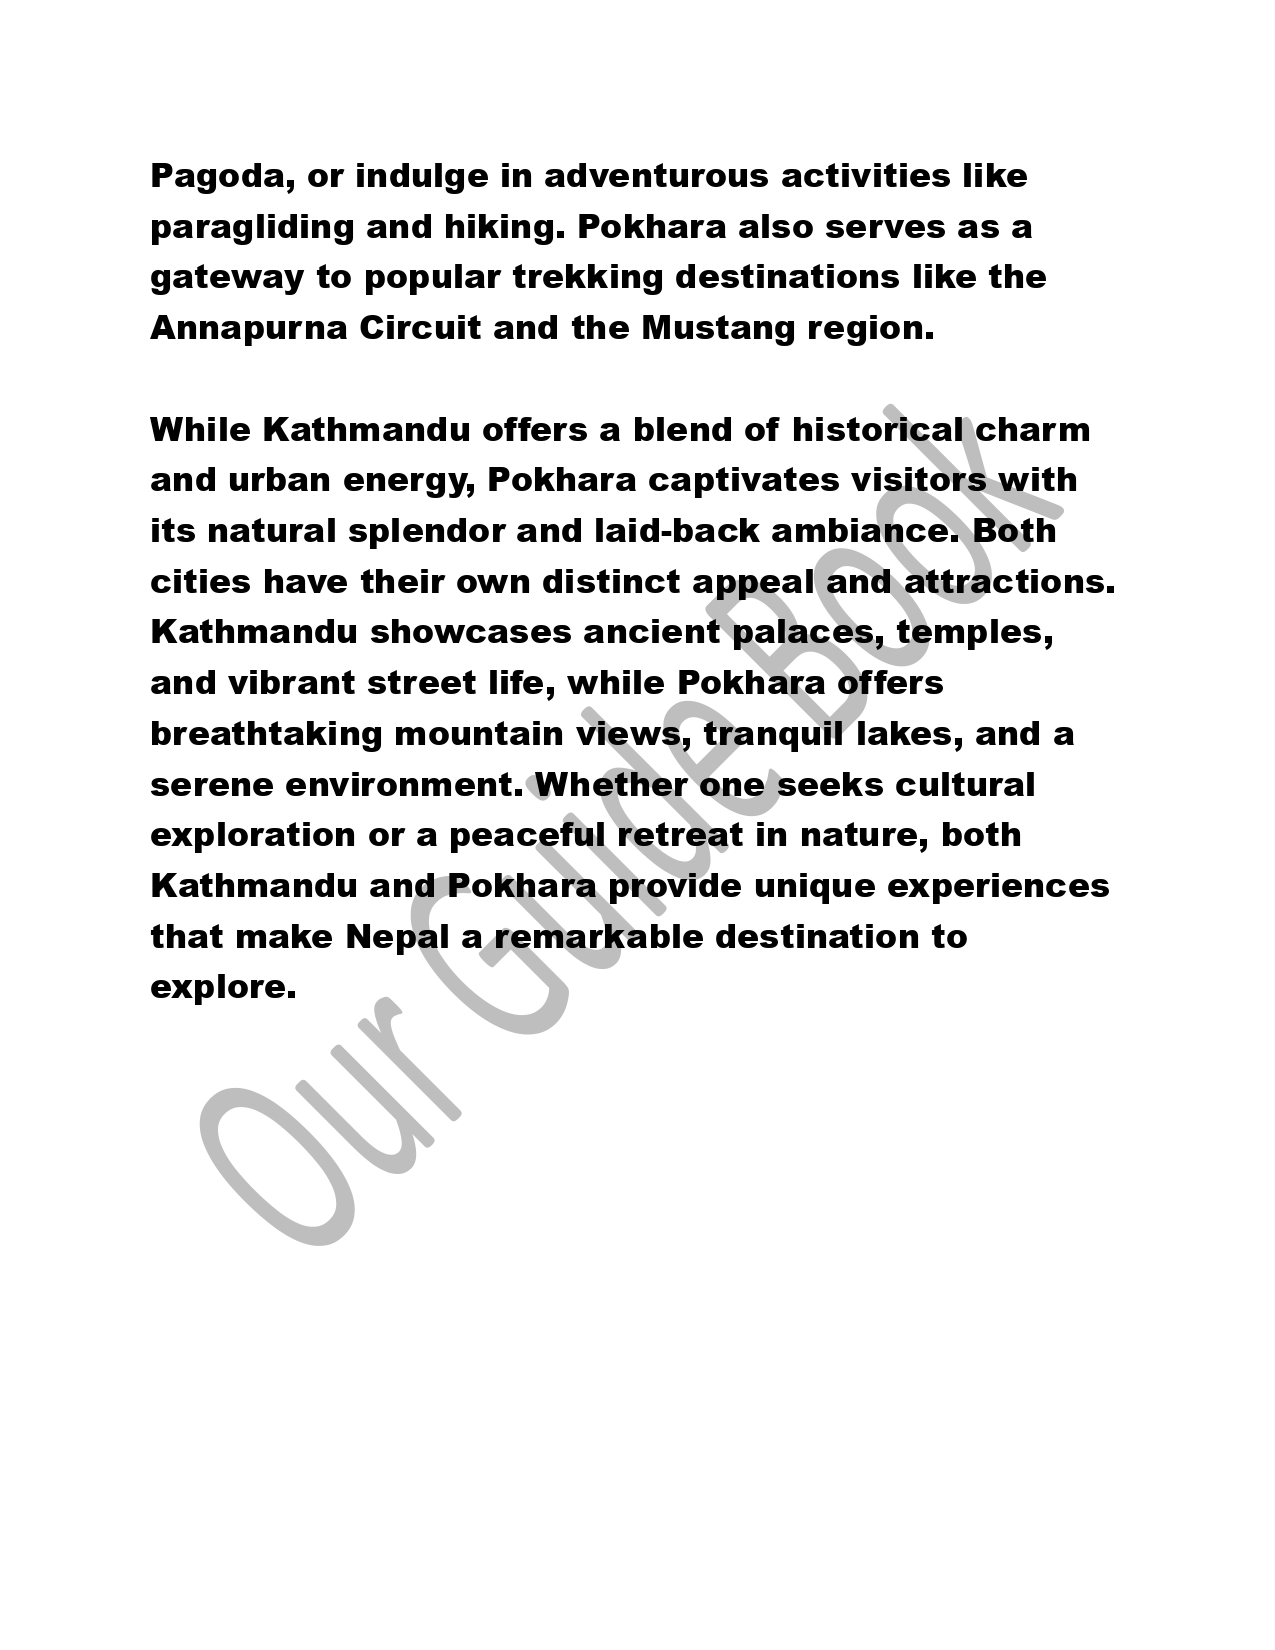 Pagoda, or indulge in adventurous activities like
paragliding and hiking. Pokhara also serves as a
gateway to popular trekking destinations like the
Annapurna Circuit and the Mustang region.
While Kathmandu offers a blend of historical charm
and urban energy, Pokhara captivates visitors with
its natural splendor and laid-back ambiance. Both
cities have their own distinct appeal and attractions.
Kathmandu showcases ancient palaces, temples,
and vibrant street life, while Pokhara offers
breathtaking mountain views, tranquil lakes, and a
serene environment. Whether one seeks cultural
exploration or a peaceful retreat in nature, both
Kathmandu and Pokhara provide unique experiences
that make Nepal a remarkable destination to
explore.
Our Guide Book